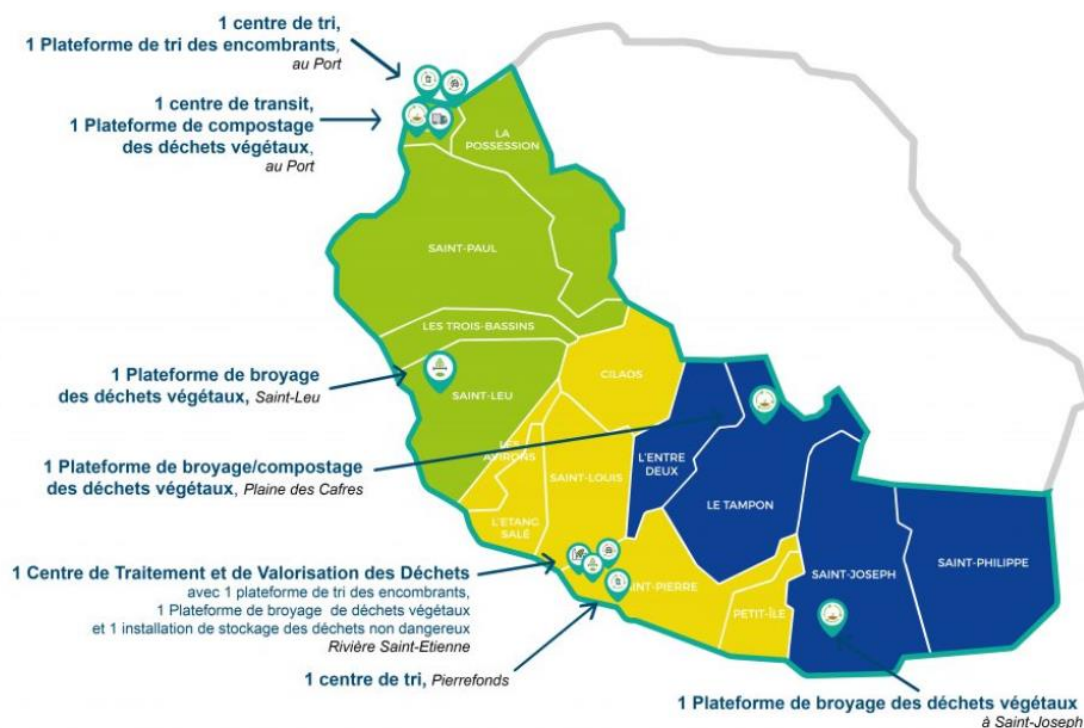 1 centre de tri,
1 Plateforme de tri des encombrants,
au Port
1 centre de transit,
1 Plateforme de compostage
des déchets végétaux,
au Port
LA
POSSESSION
SAINT-PAUL
LES TROIS-BASSINS
CILAOS
1 Plateforme de broyage
des déchets végétaux, Saint-Leu
SAINT-LEU
LES
AVIRONS
L'ENTRE
DEUX
SAINT-LOUIS
1 Plateforme de broyage/compostage
des déchets végétaux, Plaine des Cafres
LE TAMPON
L'ETANG
SALÉ
SAINT-PHILIPPE
SAINT-JOSEPH
1 Centre de Traitement et de Valorisation des Déchets
avec 1 plateforme de tri des encombrants,
1 Plateforme de broyage de déchets végétaux
et 1 installation de stockage des déchets non dangereux
Rivière Saint-Etienne
INT-PIERRE
PETIT-ÎLE
1 centre de tri, Pierrefonds
1 Plateforme de broyage des déchets végétaux
à Saint-Joseph